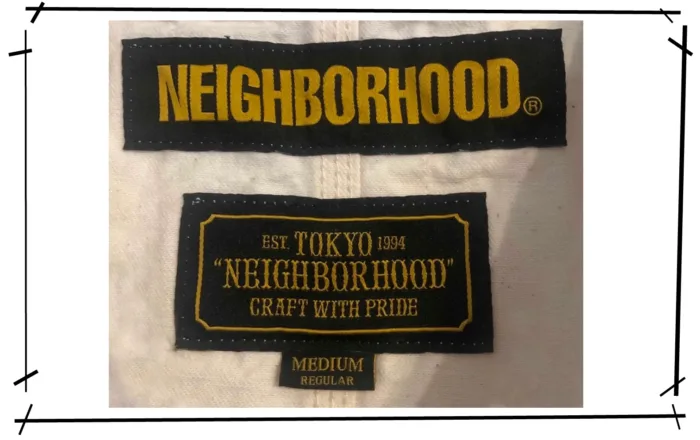 NEIGHBORHOOD®
EST. TOKYO 1994
"NEIGHBORHOOD"
CRAFT WITH PRIDE
MEDIUM
REGULAR